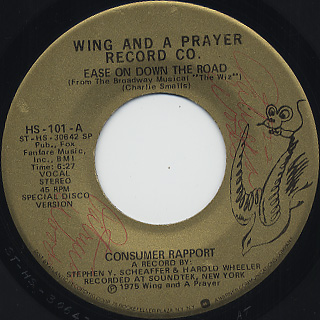 WING AND A PRAYER
RECORD CO.
EASE ON DOWN THE ROAD
(From The Broadway Musical "The Wiz")
(Charlie Smalls)
HS-101-A
ST-HS-30642 SP
Pub., Fox
Fanfare Music,
Inc., BMI
Time: 6:27
VOCAL
STEREO
45 RPM
SPECIAL DISCO
VERSION
CONSUMER RAPPORT
A RECORD BY:
STEPHEN Y. SCHEAFFER & HAROLD WHEELER
RECORDED AT SOUNDTEK, NEW YORK
℗ 1975 Wing and A Prayer